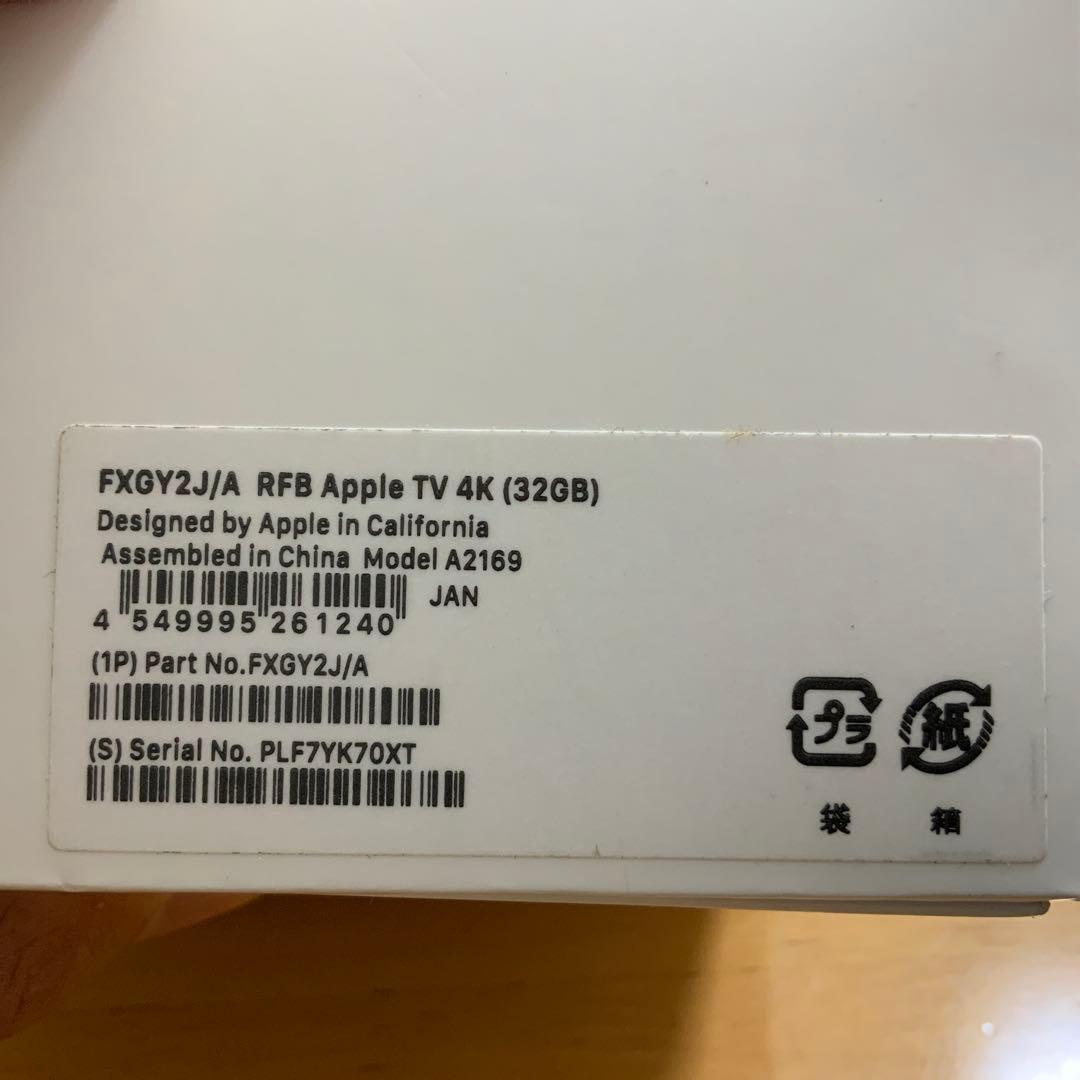 FXGY2J/A RFB Apple TV 4K (32GB)
Designed by Apple in California
Assembled in China Model A2169
JAN
4 549995 261240
(1P) Part No.FXGY2J/A
(S) Serial No. PLF7YK70XT
プラ 紙
袋 箱